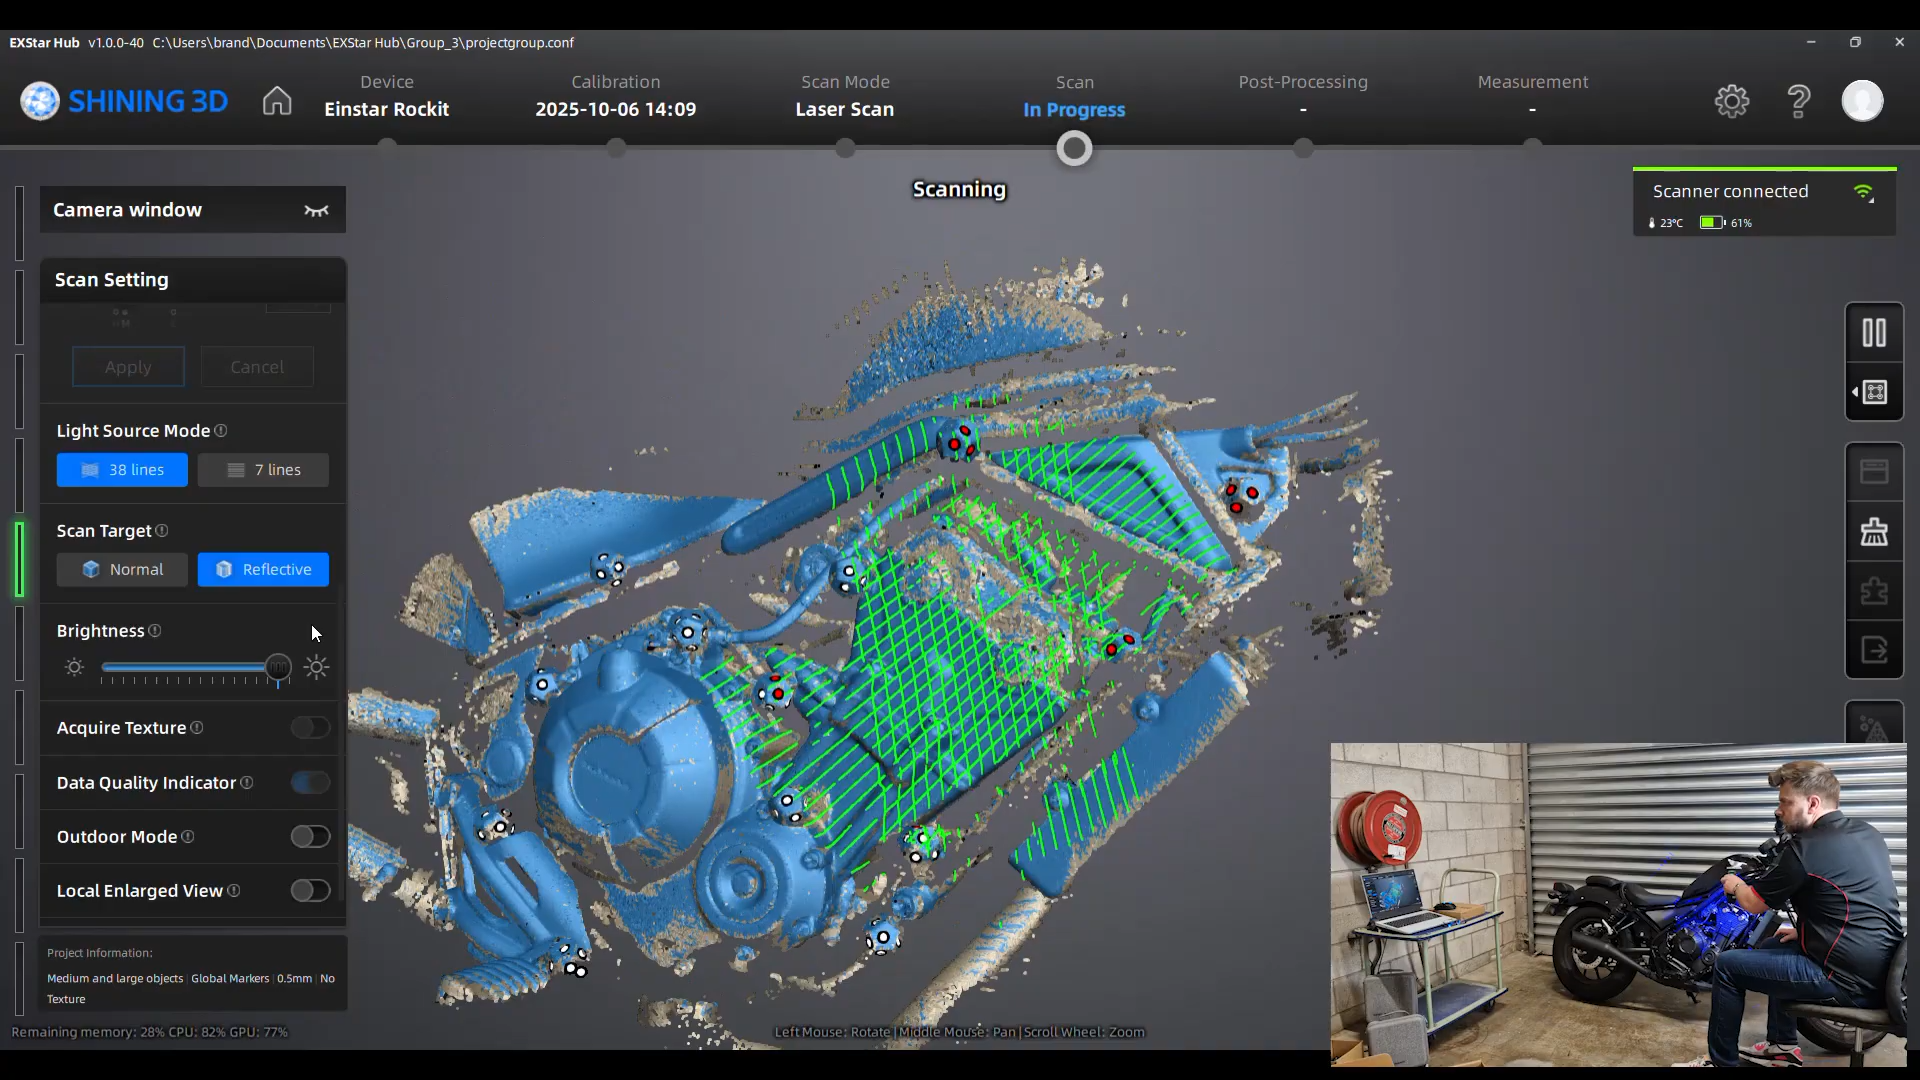 EXStar Hub v1.0.0-40 C:\Users\brand\Documents\EXStar Hub\Group_3\projectgroup.conf
SHINING 3D
Device
Einstar Rockit
Calibration
2025-10-06 14:09
Scan Mode
Laser Scan
Scan
In Progress
Post-Processing
-
Measurement
-
Scanning
Scanner connected
23°C 61%
Camera window
Scan Setting
Apply Cancel
Light Source Mode
38 lines 7 lines
Scan Target
Normal Reflective
Brightness
Acquire Texture
Data Quality Indicator
Outdoor Mode
Local Enlarged View
Project Information:
Medium and large objects | Global Markers | 0.5mm | No
Texture
Remaining memory: 28% CPU: 82% GPU: 77%
Left Mouse: Rotate | Middle Mouse: Pan | Scroll Wheel: Zoom